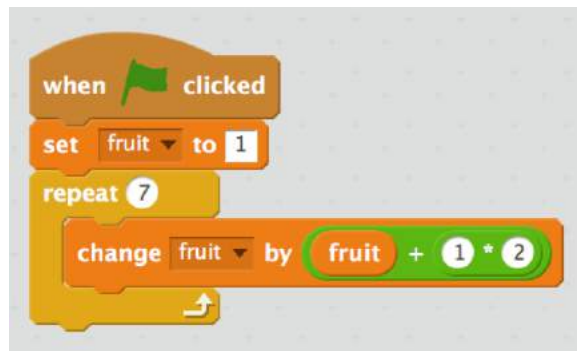 when clicked
set fruit to 1
repeat 7
change fruit by fruit + 1 * 2